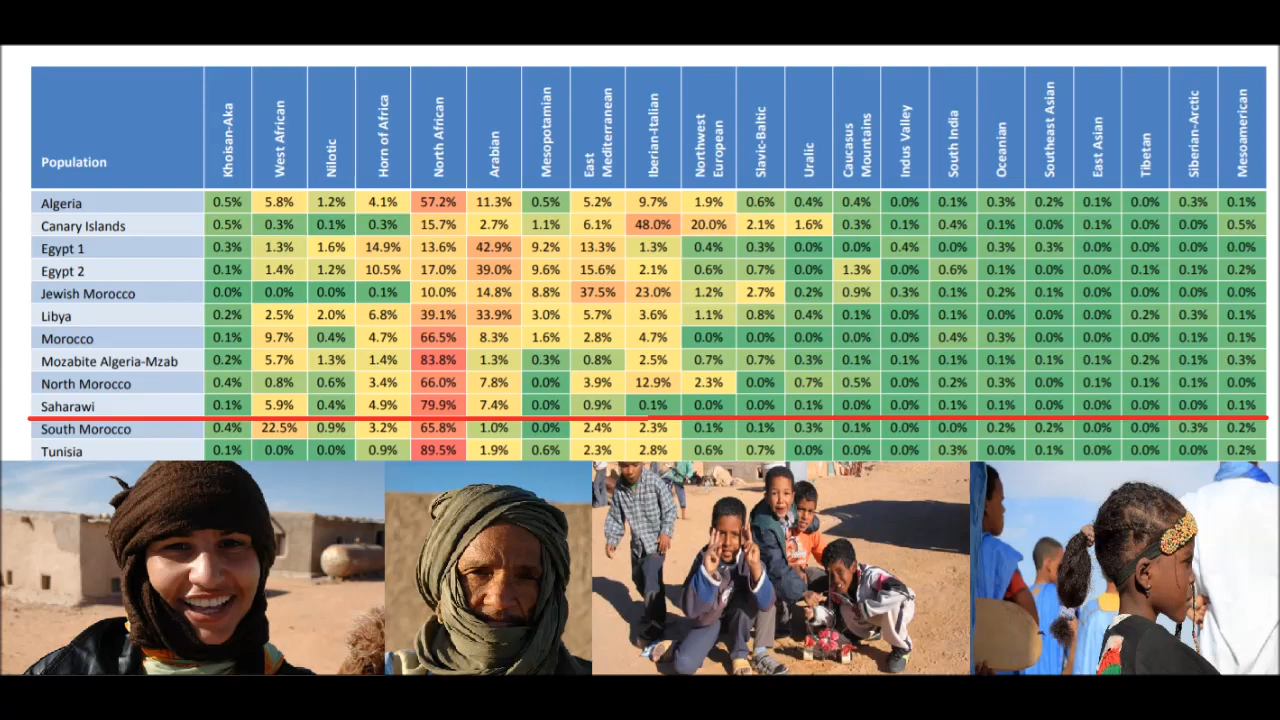 Population Khoisan-Aka West African Nilotic Horn of Africa North African Arabian Mesopotamian East Mediterranean Iberian-Italian Northwest European Slavic-Baltic Uralic Caucasus Mountains Indus Valley South India Oceanian Southeast Asian East Asian Tibetan Siberian-Arctic Mesoamerican
Algeria 0.5% 5.8% 1.2% 4.1% 57.2% 11.3% 0.5% 5.2% 9.7% 1.9% 0.6% 0.4% 0.4% 0.0% 0.1% 0.3% 0.2% 0.1% 0.0% 0.3% 0.1%
Canary Islands 0.5% 0.3% 0.1% 0.3% 15.7% 2.7% 1.1% 6.1% 48.0% 20.0% 2.1% 1.6% 0.3% 0.1% 0.4% 0.1% 0.0% 0.1% 0.0% 0.1% 0.5%
Egypt 1 0.3% 1.3% 1.6% 14.9% 13.6% 42.9% 9.2% 13.3% 1.3% 0.4% 0.3% 0.0% 0.0% 0.4% 0.0% 0.3% 0.3% 0.0% 0.0% 0.0% 0.0%
Egypt 2 0.1% 1.4% 1.2% 10.5% 17.0% 39.0% 9.6% 15.6% 2.1% 0.6% 0.7% 0.0% 1.3% 0.0% 0.6% 0.1% 0.0% 0.0% 0.1% 0.1% 0.2%
Jewish Morocco 0.0% 0.0% 0.0% 0.1% 10.0% 14.8% 8.8% 37.5% 23.0% 1.2% 2.7% 0.2% 0.9% 0.3% 0.1% 0.2% 0.1% 0.0% 0.0% 0.0% 0.0%
Libya 0.2% 2.5% 2.0% 6.8% 39.1% 33.9% 3.0% 5.7% 3.6% 1.1% 0.8% 0.4% 0.1% 0.0% 0.1% 0.1% 0.0% 0.0% 0.2% 0.3% 0.1%
Morocco 0.1% 9.7% 0.4% 4.7% 66.5% 8.3% 1.6% 2.8% 4.7% 0.0% 0.0% 0.0% 0.0% 0.0% 0.4% 0.3% 0.0% 0.0% 0.0% 0.1% 0.1%
Mozabite Algeria-Mzab 0.2% 5.7% 1.3% 1.4% 83.8% 1.3% 0.3% 0.8% 2.5% 0.7% 0.7% 0.3% 0.1% 0.1% 0.1% 0.1% 0.1% 0.1% 0.2% 0.1% 0.3%
North Morocco 0.4% 0.8% 0.6% 3.4% 66.0% 7.8% 0.0% 3.9% 12.9% 2.3% 0.0% 0.7% 0.5% 0.0% 0.2% 0.3% 0.0% 0.1% 0.1% 0.1% 0.0%
Saharawi 0.1% 5.9% 0.4% 4.9% 79.9% 7.4% 0.0% 0.9% 0.1% 0.0% 0.0% 0.1% 0.0% 0.0% 0.1% 0.1% 0.0% 0.0% 0.0% 0.0% 0.1%
South Morocco 0.4% 22.5% 0.9% 3.2% 65.8% 1.0% 0.0% 2.4% 2.3% 0.1% 0.1% 0.3% 0.1% 0.0% 0.0% 0.2% 0.2% 0.0% 0.0% 0.3% 0.2%
Tunisia 0.1% 0.0% 0.0% 0.9% 89.5% 1.9% 0.6% 2.3% 2.8% 0.6% 0.7% 0.0% 0.0% 0.0% 0.3% 0.0% 0.1% 0.0% 0.0% 0.0% 0.2%